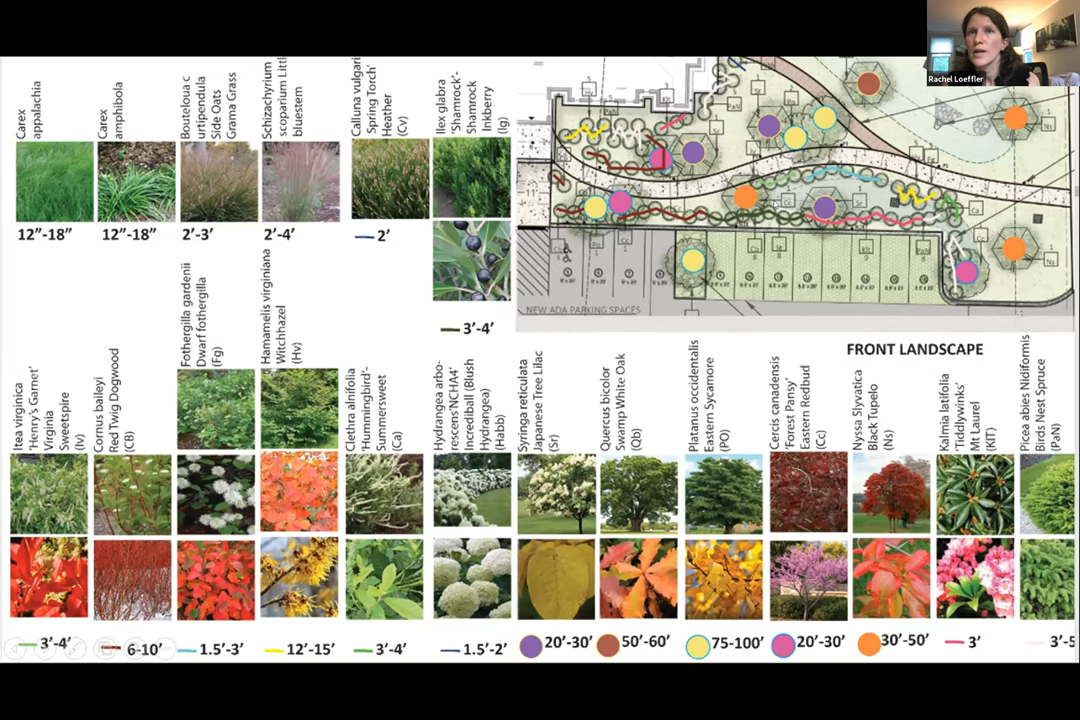 Rachel Loeffler
Carex
appalachia
Carex
amphibola
Bouteloua c
urtipendula
Side Oats
Grama Grass
Schizachyrium
scoparium Littl
bluestem
Calluna vulgari
Spring Torch'
Heather
(Cv)
Ilex glabra
'Shamrock'-
Shamrock
Inkberry
(Ig)
12"-18"
12"-18"
2'-3'
2'-4'
2'
3'-4'
NEW ADA PARKING SPACES
FRONT LANDSCAPE
Itea virginica
'Henry's Garnet'
Virginia
Sweetspire
(Iv)
Cornus baileyi
Red Twig Dogwood
(CB)
Fothergilla gardenii
Dwarf fothergilla
(Fg)
Hamamelis virginiana
Witchhazel
(Hv)
Clethra alnifolia
'Hummingbird'-
Summersweet
(Ca)
Hydrangea arbo-
rescens'NCHA4'
Incrediball (Blush
Hydrangea)
(Habb)
Syringa reticulata
Japanese Tree Lilac
(Sr)
Quercus bicolor
Swamp White Oak
(Qb)
Platanus occidentalis
Eastern Sycamore
(PO)
Cercis canadensis
'Forest Pansy'
Eastern Redbud
(Cc)
Nyssa Slyvatica
Black Tupelo
(Ns)
Kalmia latifolia
'Tiddlywinks'
Mt Laurel
(KlT)
Picea abies Nidiformis
Birds Nest Spruce
(PaN)
3'-4'
6-10'
1.5'-3'
12'-15'
3'-4'
1.5'-2'
20'-30'
50'-60'
75-100'
20'-30'
30'-50'
3'
3'-5